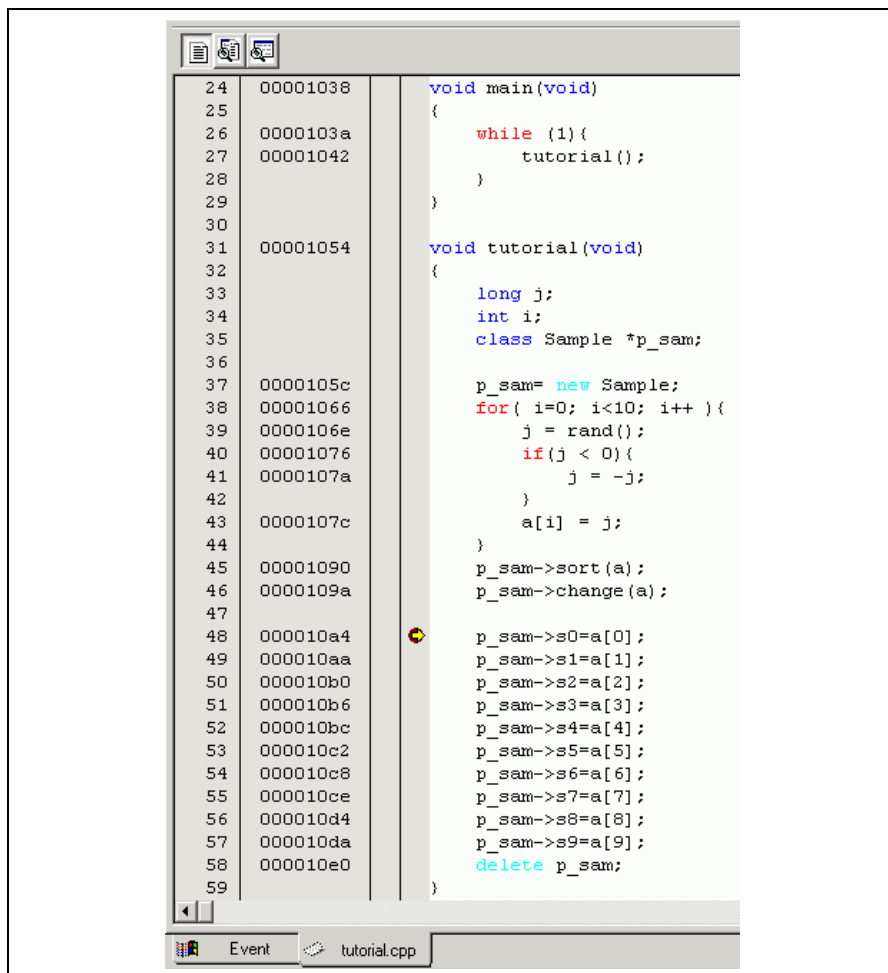 24 00001038 void main(void)
25 {
26 0000103a while (1){
27 00001042 tutorial();
28 }
29 }
30
31 00001054 void tutorial(void)
32 {
33 long j;
34 int i;
35 class Sample *p_sam;
36
37 0000105c p_sam= new Sample;
38 00001066 for( i=0; i<10; i++ ){
39 0000106e j = rand();
40 00001076 if(j < 0){
41 0000107a j = -j;
42 }
43 0000107c a[i] = j;
44 }
45 00001090 p_sam->sort(a);
46 0000109a p_sam->change(a);
47
48 000010a4 p_sam->s0=a[0];
49 000010aa p_sam->s1=a[1];
50 000010b0 p_sam->s2=a[2];
51 000010b6 p_sam->s3=a[3];
52 000010bc p_sam->s4=a[4];
53 000010c2 p_sam->s5=a[5];
54 000010c8 p_sam->s6=a[6];
55 000010ce p_sam->s7=a[7];
56 000010d4 p_sam->s8=a[8];
57 000010da p_sam->s9=a[9];
58 000010e0 delete p_sam;
59 }
Event tutorial.cpp